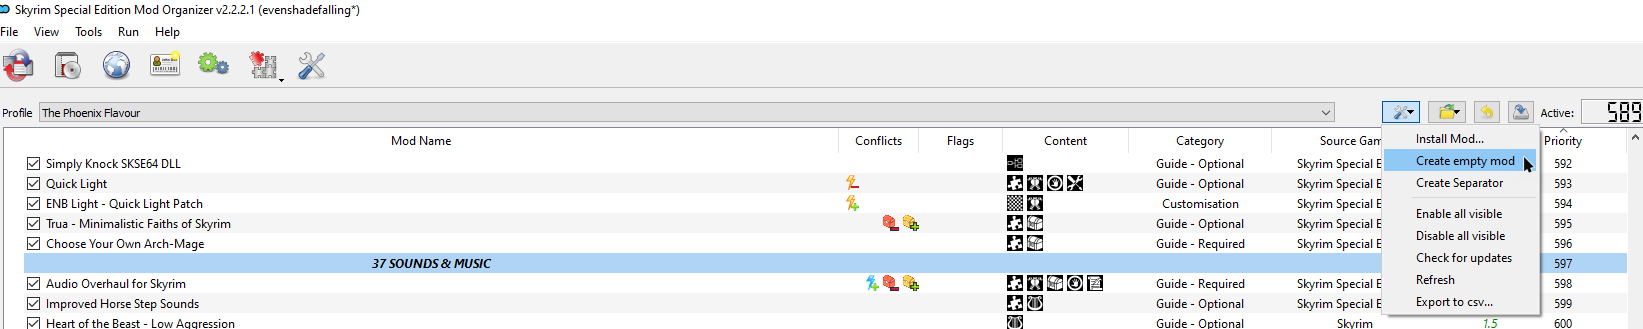 Skyrim Special Edition Mod Organizer v2.2.2.1 (evenshadefalling*)
File View Tools Run Help
Profile The Phoenix Flavour Active: 589
Mod Name Conflicts Flags Content Category Source Gam Priority
Simply Knock SKSE64 DLL Guide - Optional Skyrim Special E 592
Quick Light Guide - Optional Skyrim Special E 593
ENB Light - Quick Light Patch Customisation Skyrim Special E 594
Trua - Minimalistic Faiths of Skyrim Guide - Optional Skyrim Special E 595
Choose Your Own Arch-Mage Guide - Required Skyrim Special E 596
37 SOUNDS & MUSIC 597
Audio Overhaul for Skyrim Guide - Required Skyrim Special E 598
Improved Horse Step Sounds Guide - Optional Skyrim Special E 599
Heart of the Beast - Low Aggression Guide - Optional Skyrim 1.5 600
Install Mod...
Create empty mod
Create Separator
Enable all visible
Disable all visible
Check for updates
Refresh
Export to csv...